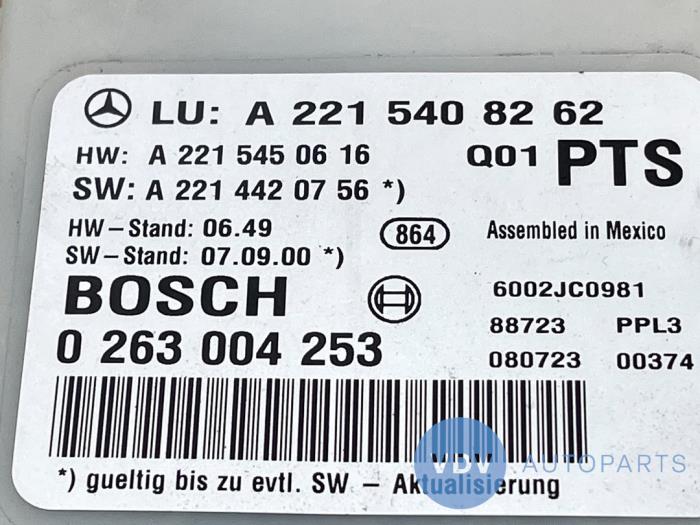 LU: A 221 540 82 62
HW: A 221 545 06 16 Q01 PTS
SW: A 221 442 07 56 *)
HW-Stand: 06.49 864 Assembled in Mexico
SW-Stand: 07.09.00 *)
BOSCH 6002JC0981
88723 PPL3
0 263 004 253 080723 00374
VDV AUTOPARTS
*) gueltig bis zu evtl. SW - Aktualisierung